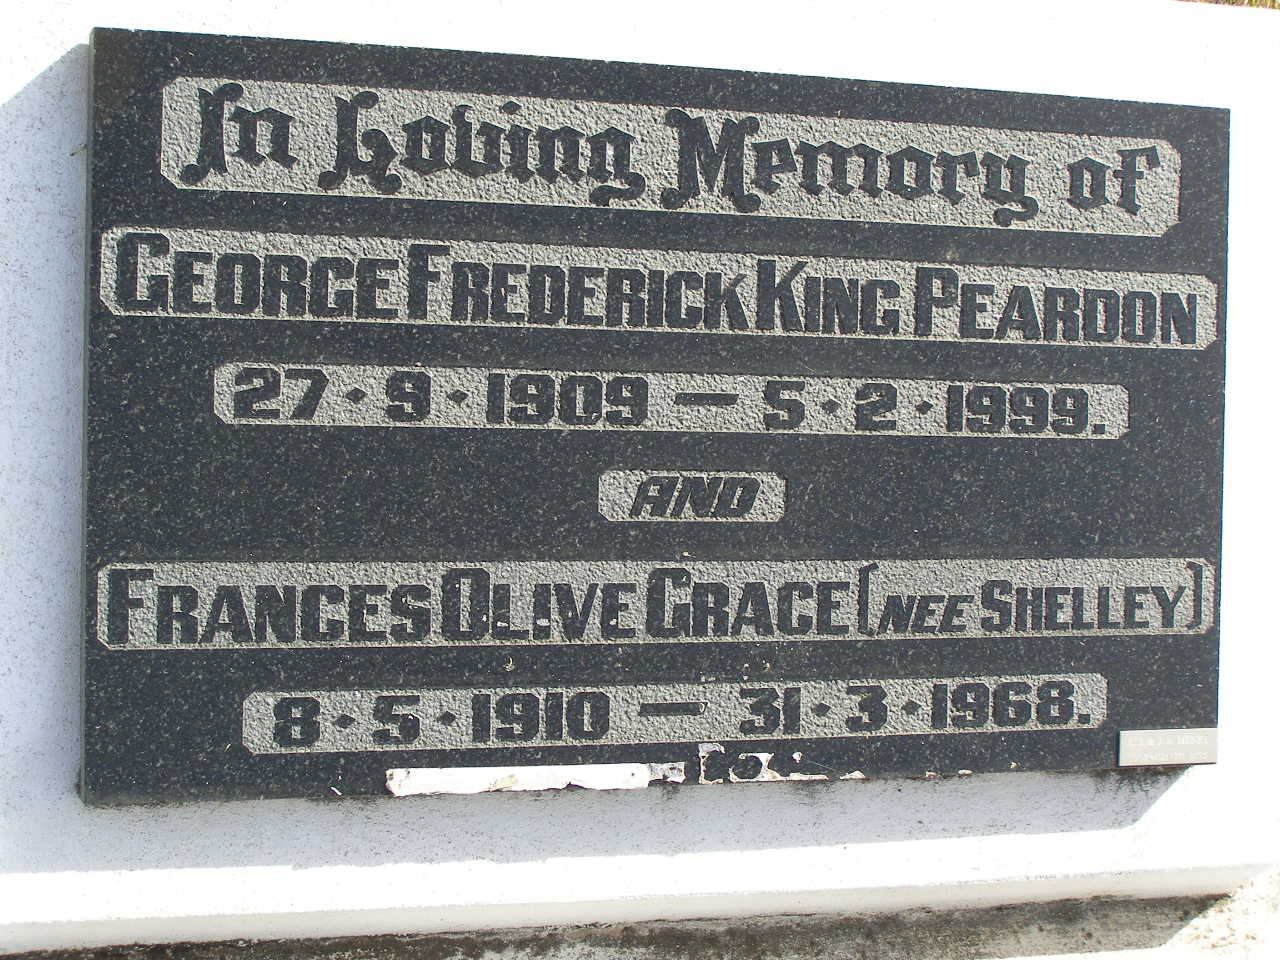 In Loving Memory of
GEORGE FREDERICK KING PEARDON
27·9·1909 — 5·2·1999.
AND
FRANCES OLIVE GRACE (NEE SHELLEY)
8·5·1910 — 31·3·1968.